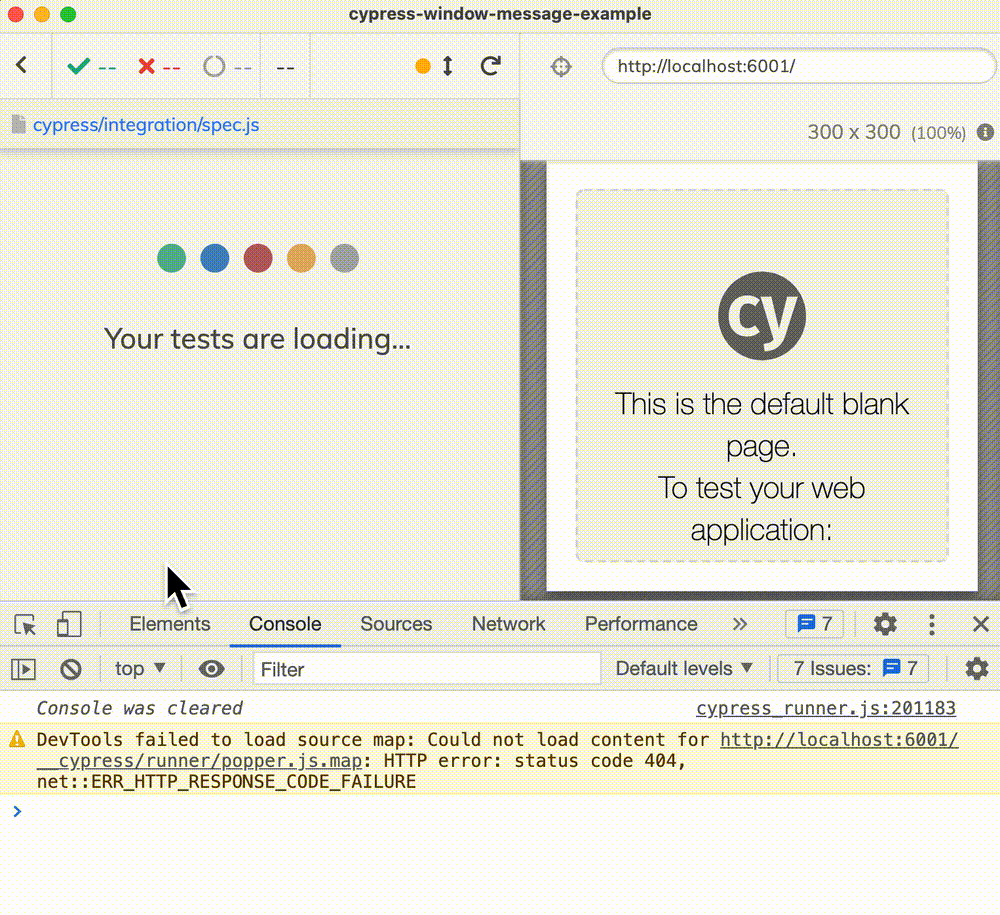 cypress-window-message-example
-- -- -- --
http://localhost:6001/
cypress/integration/spec.js
300 x 300 (100%)
Your tests are loading...
cy
This is the default blank
page.
To test your web
application:
Elements Console Sources Network Performance » 7
top ▼ Filter Default levels ▼ 7 Issues: 7
Console was cleared cypress_runner.js:201183
DevTools failed to load source map: Could not load content for http://localhost:6001/
__cypress/runner/popper.js.map: HTTP error: status code 404,
net::ERR_HTTP_RESPONSE_CODE_FAILURE